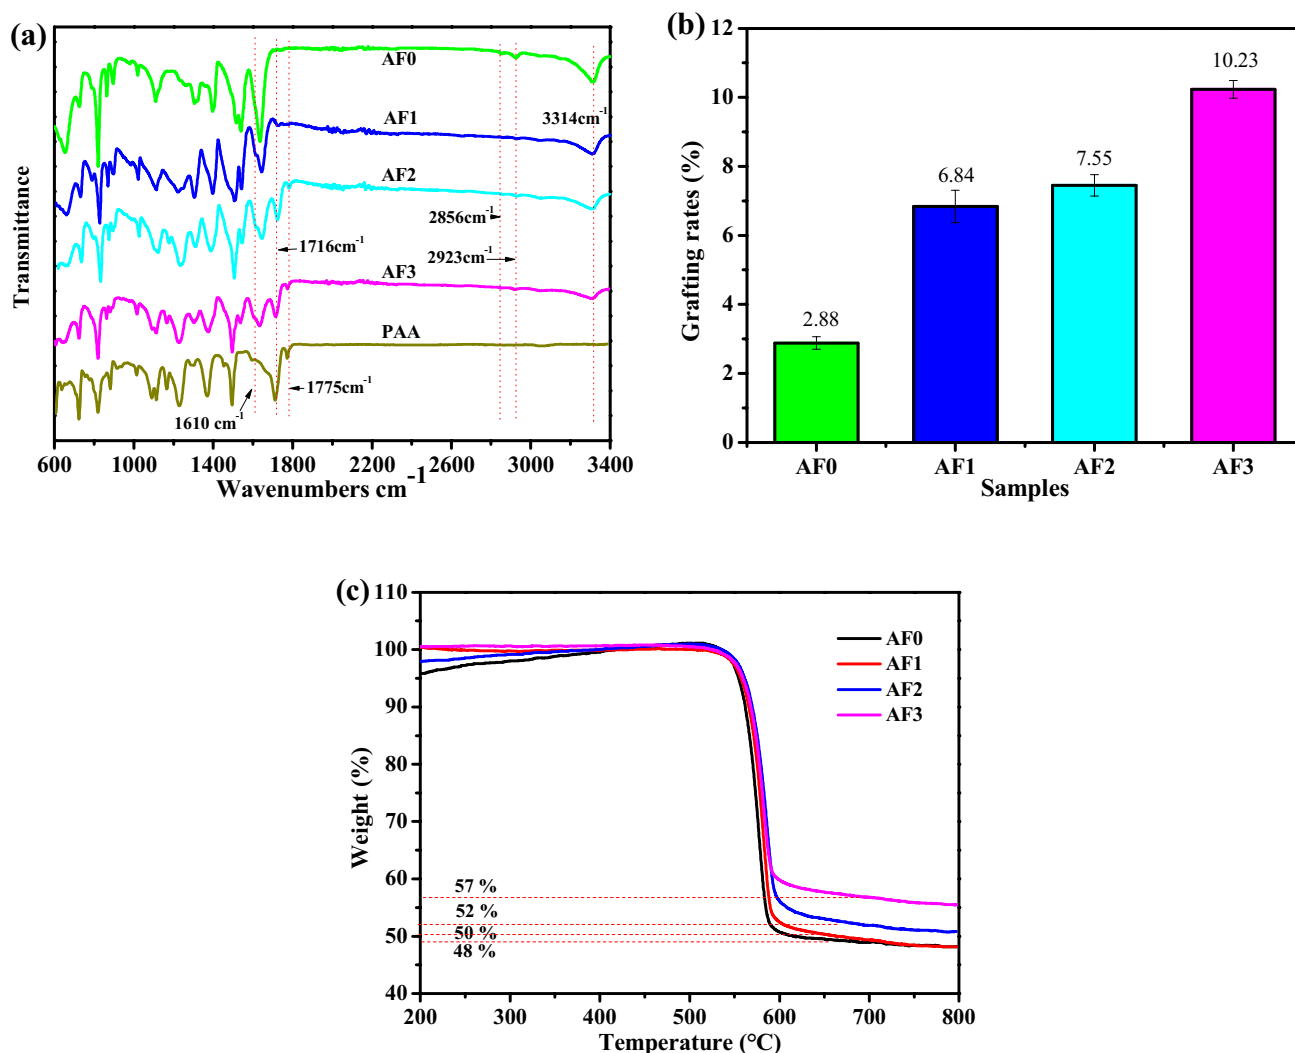 (a)
AF0
AF1
3314cm-1
AF2
2856cm-1
1716cm-1
2923cm-1
AF3
PAA
1775cm-1
1610 cm-1
Transmittance
600 1000 1400 1800 2200 2600 3000 3400
Wavenumbers cm-1
(b)
12
10
8
6
4
2
0
Grafting rates (%)
2.88
6.84
7.55
10.23
AF0 AF1 AF2 AF3
Samples
(c)
110
100
90
80
70
60
50
40
Weight (%)
AF0
AF1
AF2
AF3
57 %
52 %
50 %
48 %
200 300 400 500 600 700 800
Temperature (°C)